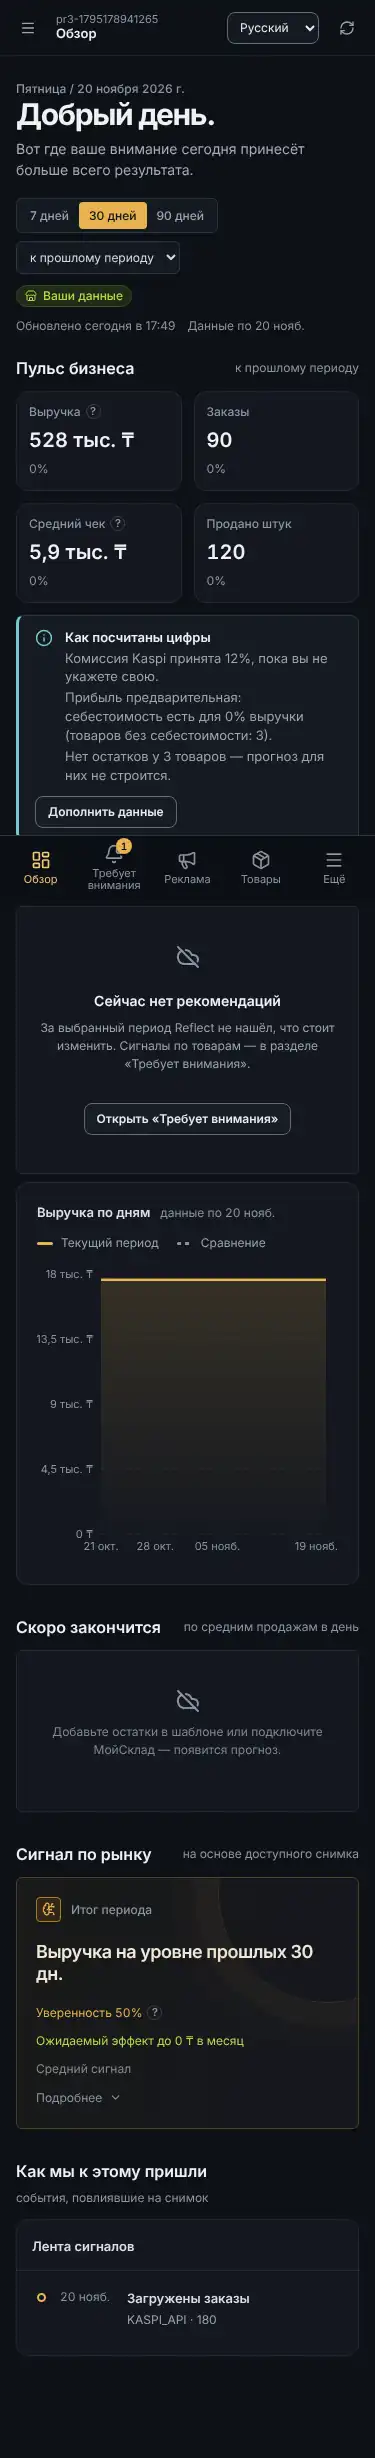 pr3-1795178941265
Обзор
Русский
Пятница / 20 ноября 2026 г.
Добрый день.
Вот где ваше внимание сегодня принесёт
больше всего результата.
7 дней 30 дней 90 дней
к прошлому периоду
Ваши данные
Обновлено сегодня в 17:49 Данные по 20 нояб.
Пульс бизнеса к прошлому периоду
Выручка ? Заказы
528 тыс. ₸ 90
0% 0%
Средний чек ? Продано штук
5,9 тыс. ₸ 120
0% 0%
Как посчитаны цифры
Комиссия Kaspi принята 12%, пока вы не
укажете свою.
Прибыль предварительная:
себестоимость есть для 0% выручки
(товаров без себестоимости: 3).
Нет остатков у 3 товаров — прогноз для
них не строится.
Дополнить данные
1
Обзор Требует внимания Реклама Товары Ещё
Сейчас нет рекомендаций
За выбранный период Reflect не нашёл, что стоит
изменить. Сигналы по товарам — в разделе
«Требует внимания».
Открыть «Требует внимания»
Выручка по дням данные по 20 нояб.
Текущий период Сравнение
18 тыс. ₸
13,5 тыс. ₸
9 тыс. ₸
4,5 тыс. ₸
0 ₸
21 окт. 28 окт. 05 нояб. 19 нояб.
Скоро закончится по средним продажам в день
Добавьте остатки в шаблоне или подключите
МойСклад — появится прогноз.
Сигнал по рынку на основе доступного снимка
Итог периода
Выручка на уровне прошлых 30
дн.
Уверенность 50% ?
Ожидаемый эффект до 0 ₸ в месяц
Средний сигнал
Подробнее
Как мы к этому пришли
события, повлиявшие на снимок
Лента сигналов
20 нояб. Загружены заказы
KASPI_API · 180